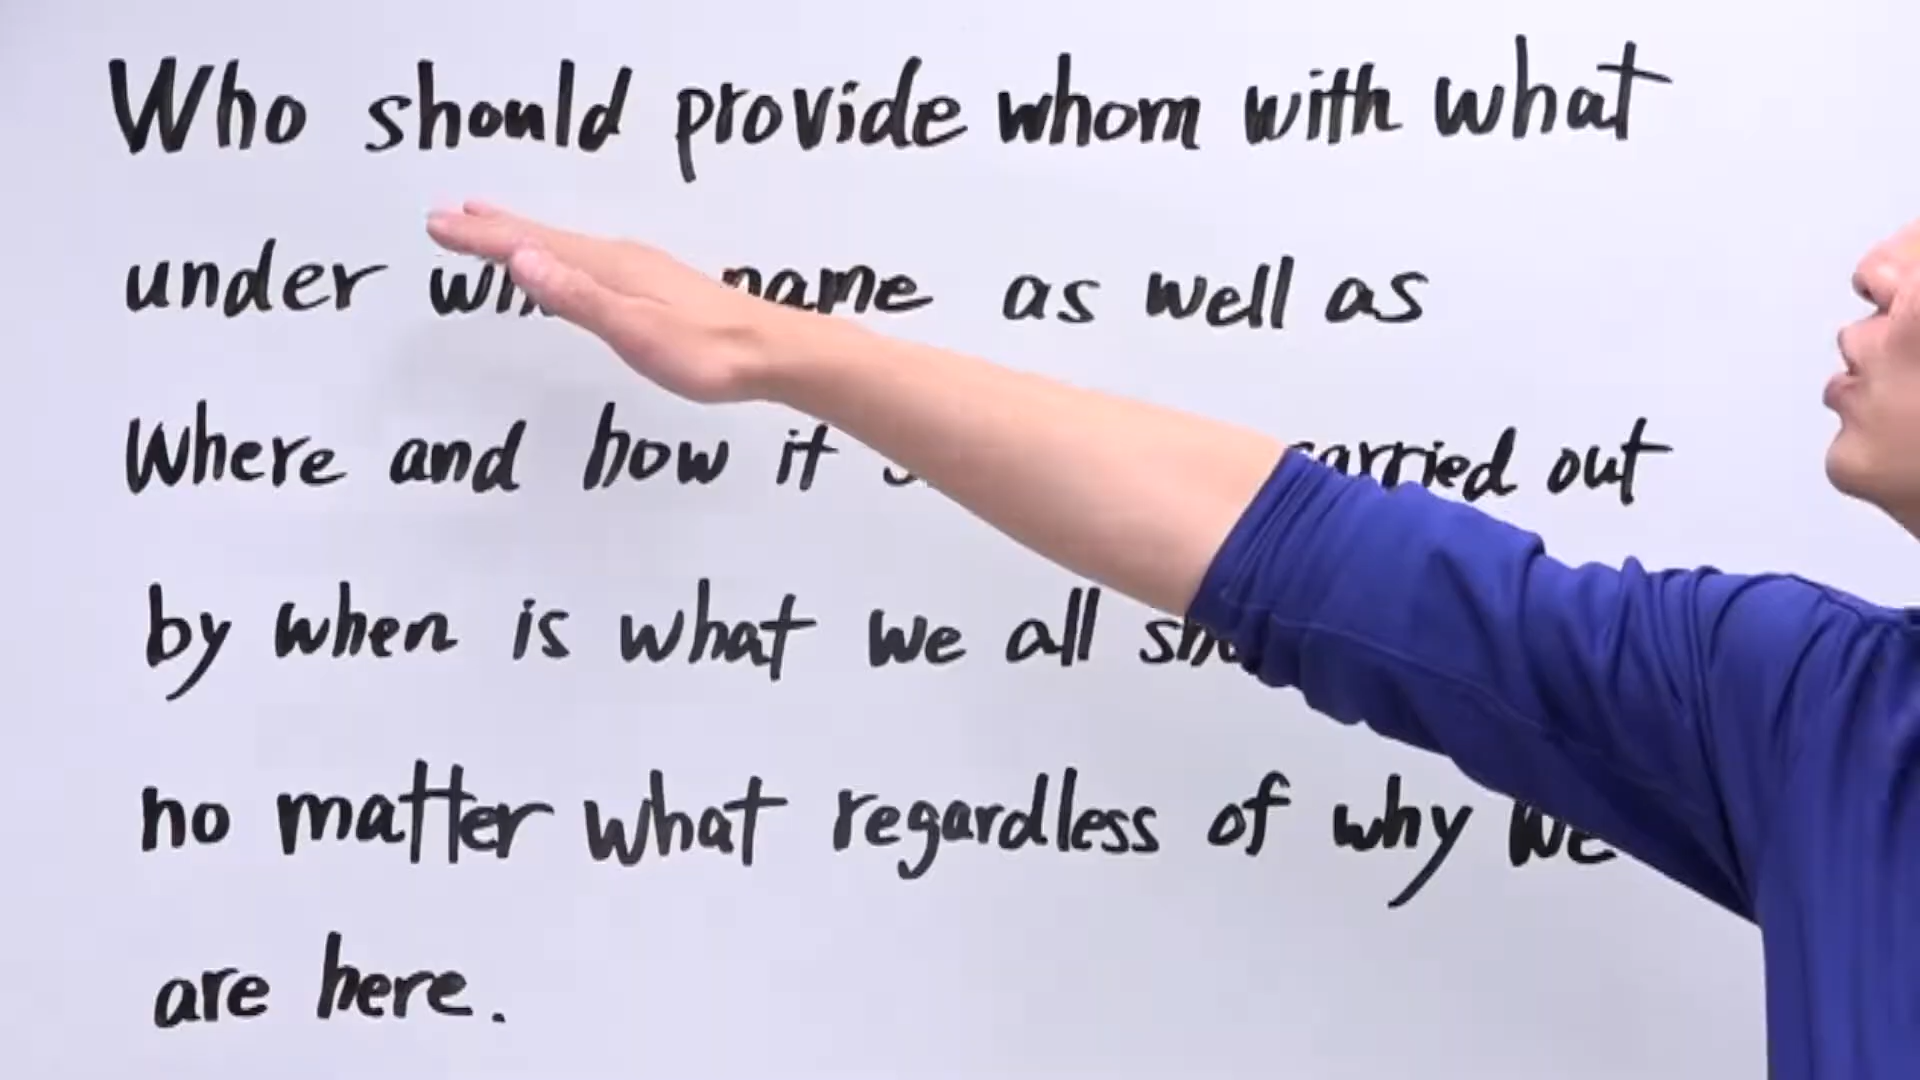 Who should provide whom with what
under name as well as
Where and how it carried out
by when is what we all
no matter what regardless of why we
are here.